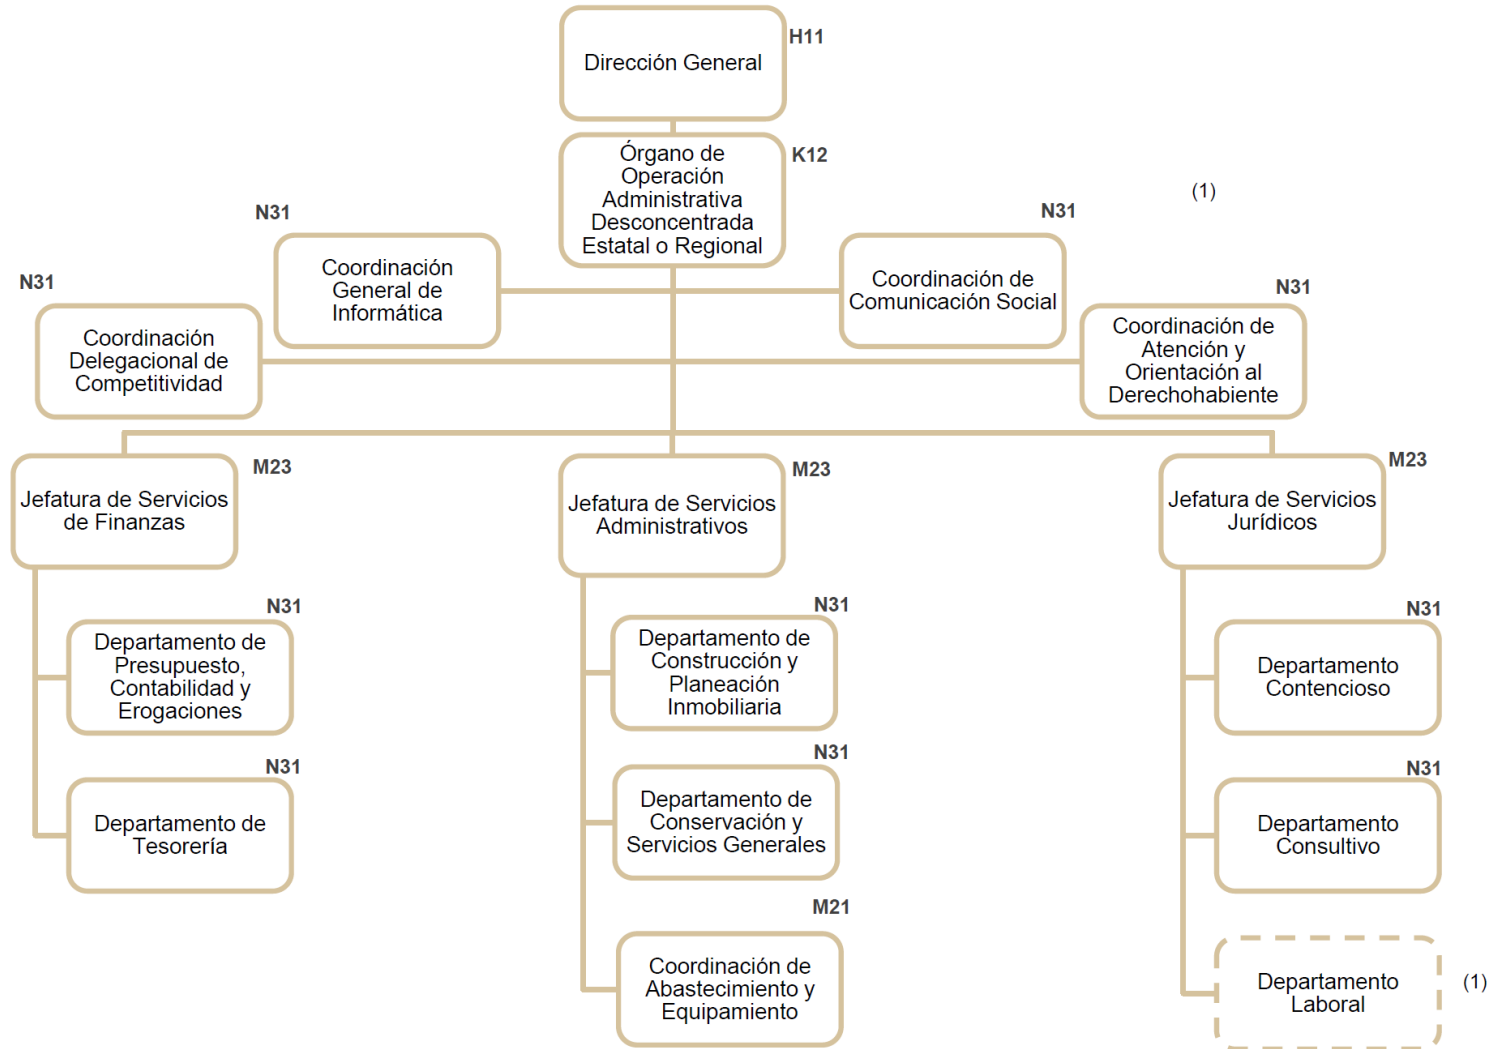 H11
Dirección General
K12
Órgano de
Operación
Administrativa
Desconcentrada
Estatal o Regional
(1)
N31
Coordinación
General de
Informática
N31
Coordinación de
Comunicación Social
N31
Coordinación
Delegacional de
Competitividad
N31
Coordinación de
Atención y
Orientación al
Derechohabiente
M23
Jefatura de Servicios
de Finanzas
M23
Jefatura de Servicios
Administrativos
M23
Jefatura de Servicios
Jurídicos
N31
Departamento de
Presupuesto,
Contabilidad y
Erogaciones
N31
Departamento de
Tesorería
N31
Departamento de
Construcción y
Planeación
Inmobiliaria
N31
Departamento de
Conservación y
Servicios Generales
M21
Coordinación de
Abastecimiento y
Equipamiento
N31
Departamento
Contencioso
N31
Departamento
Consultivo
Departamento
Laboral
(1)